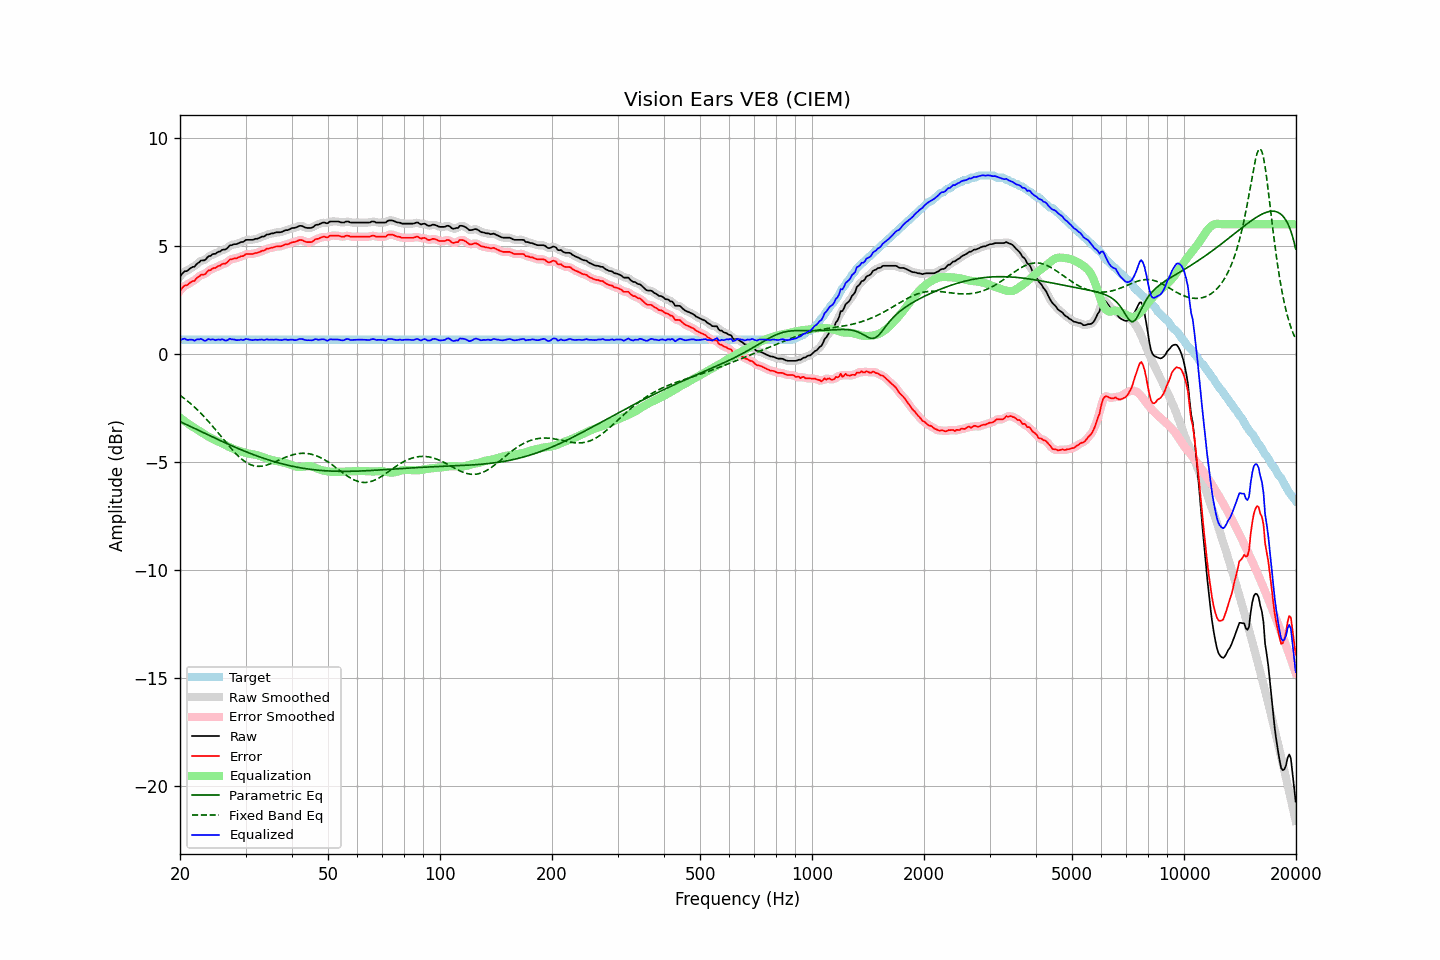 Vision Ears VE8 (CIEM)
10
5
0
−5
−10
−15
−20
Amplitude (dBr)
Target
Raw Smoothed
Error Smoothed
Raw
Error
Equalization
Parametric Eq
Fixed Band Eq
Equalized
20 50 100 200 500 1000 2000 5000 10000 20000
Frequency (Hz)